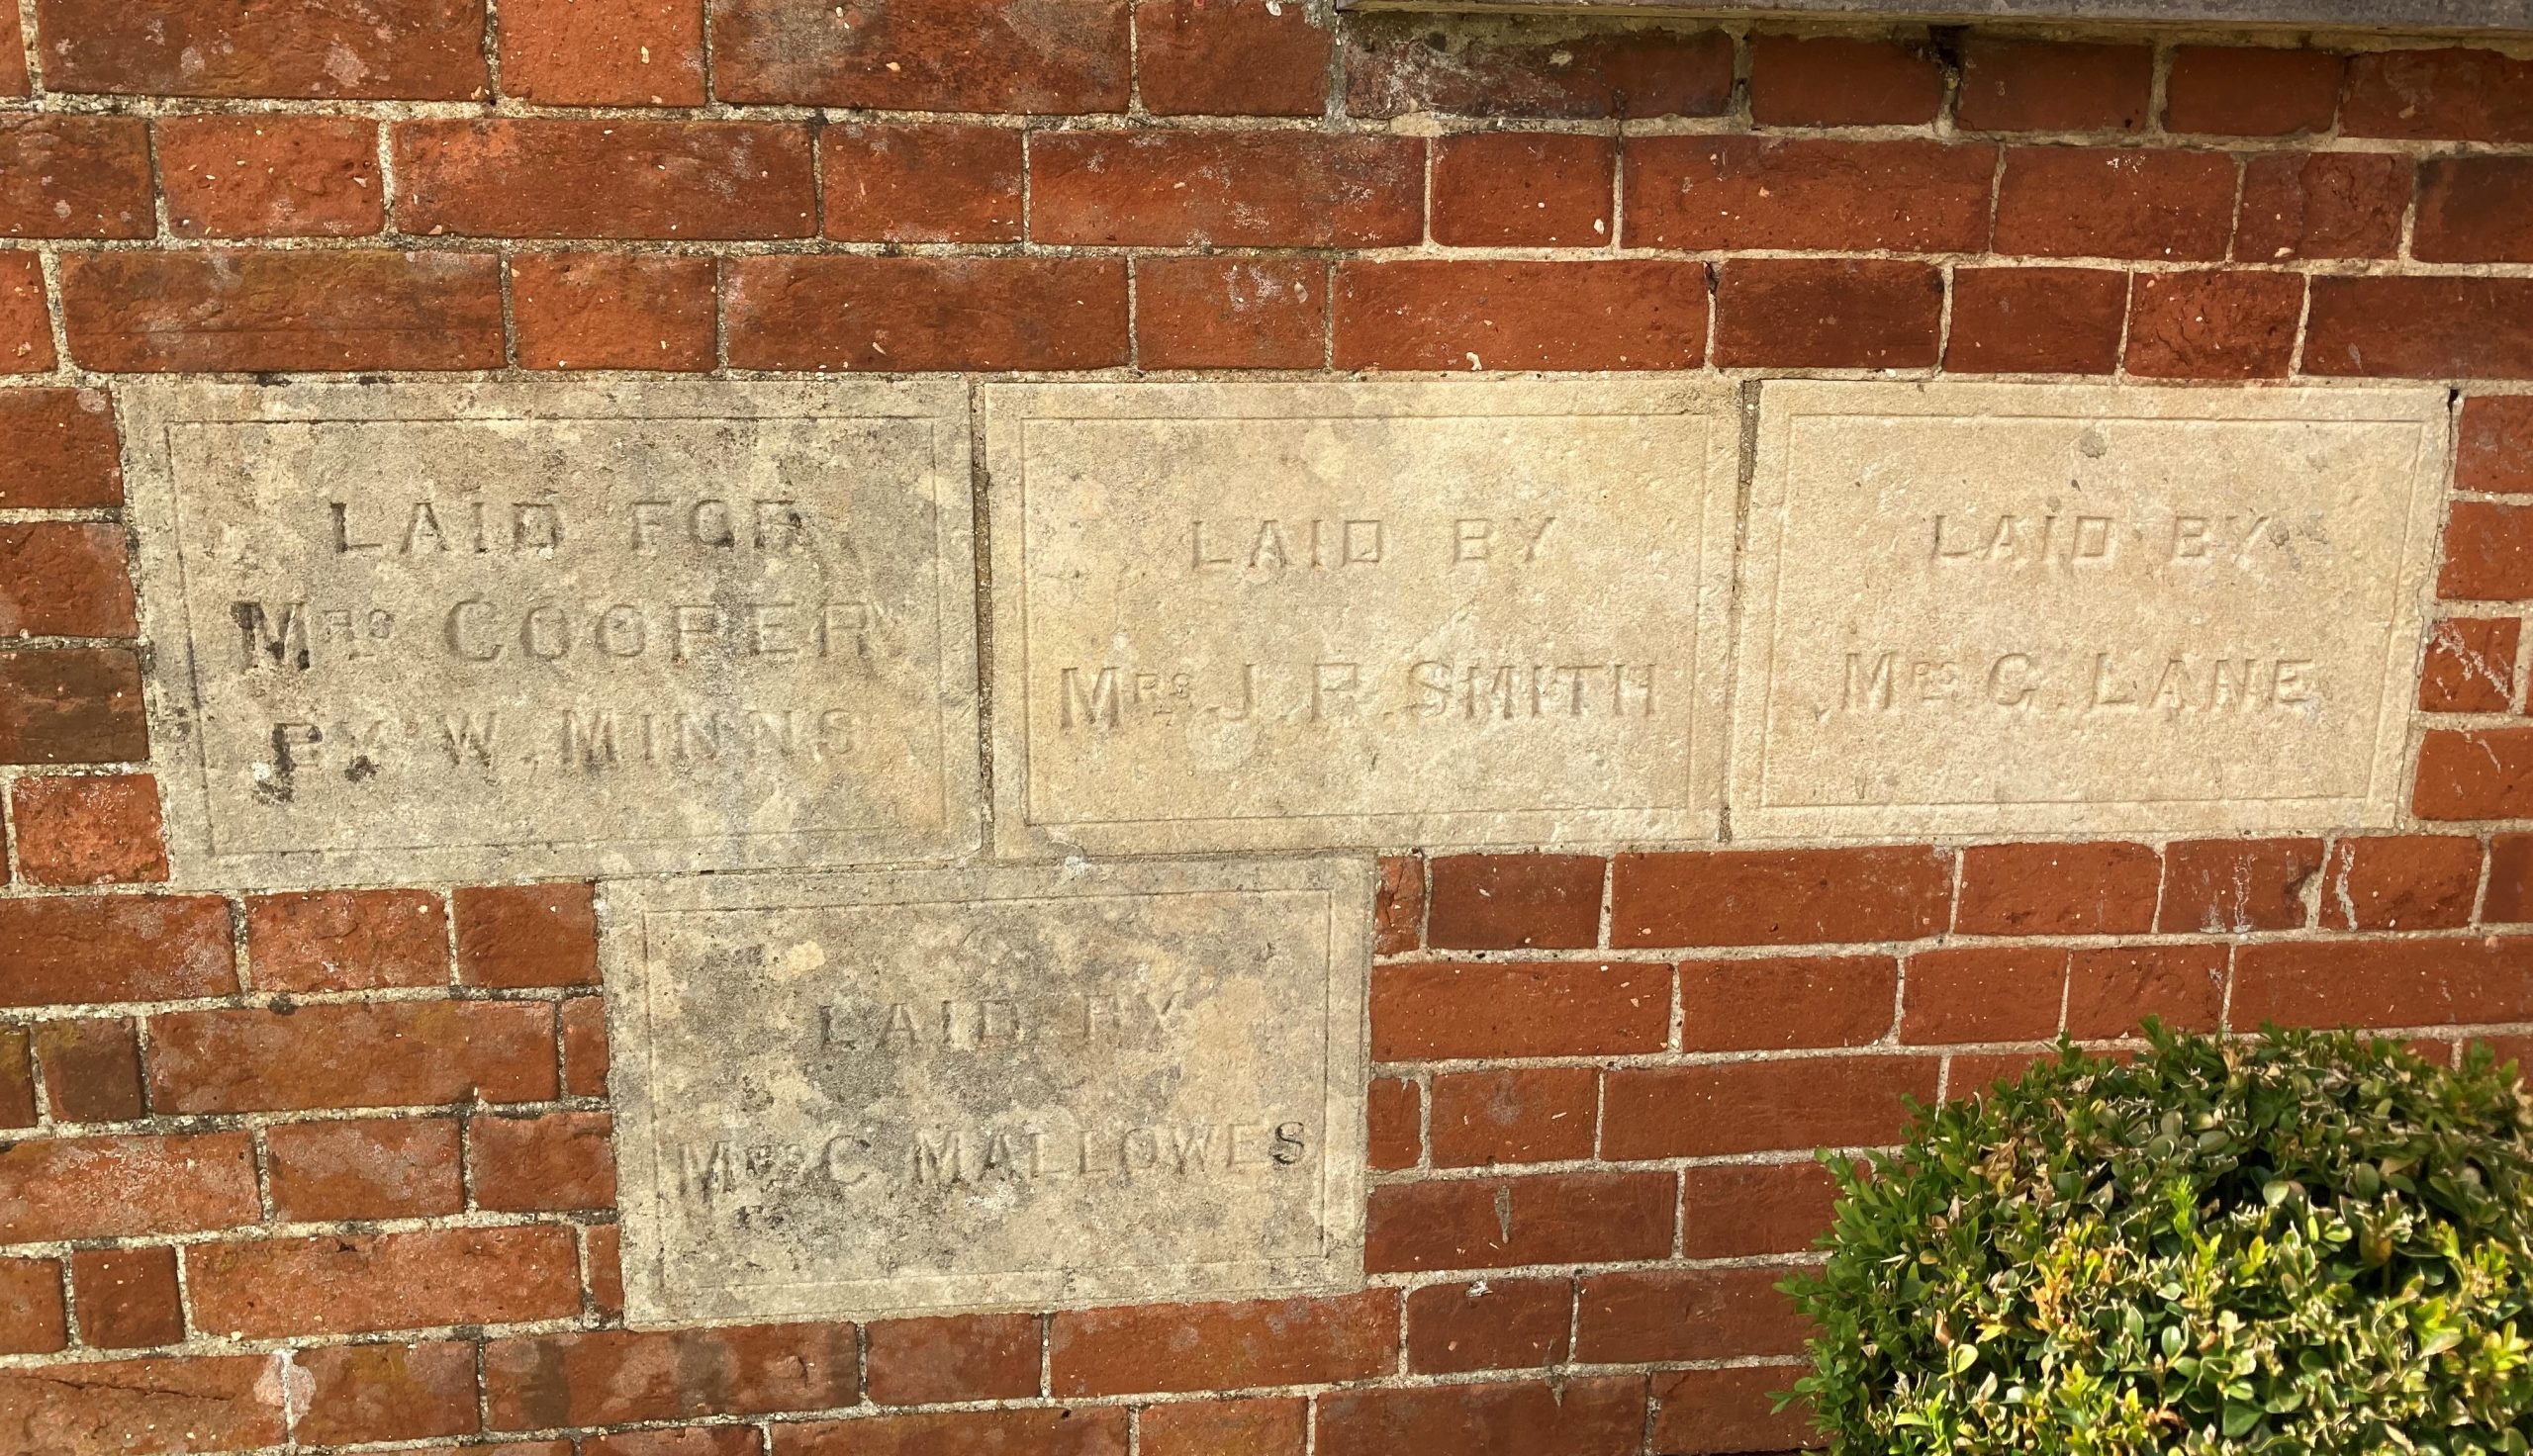 LAID FOR
Mrs COOPER
BY W. MINNS
LAID BY
Mrs J. P. SMITH
LAID BY
Mrs G. LANE
LAID BY
Mrs C MALLOWES